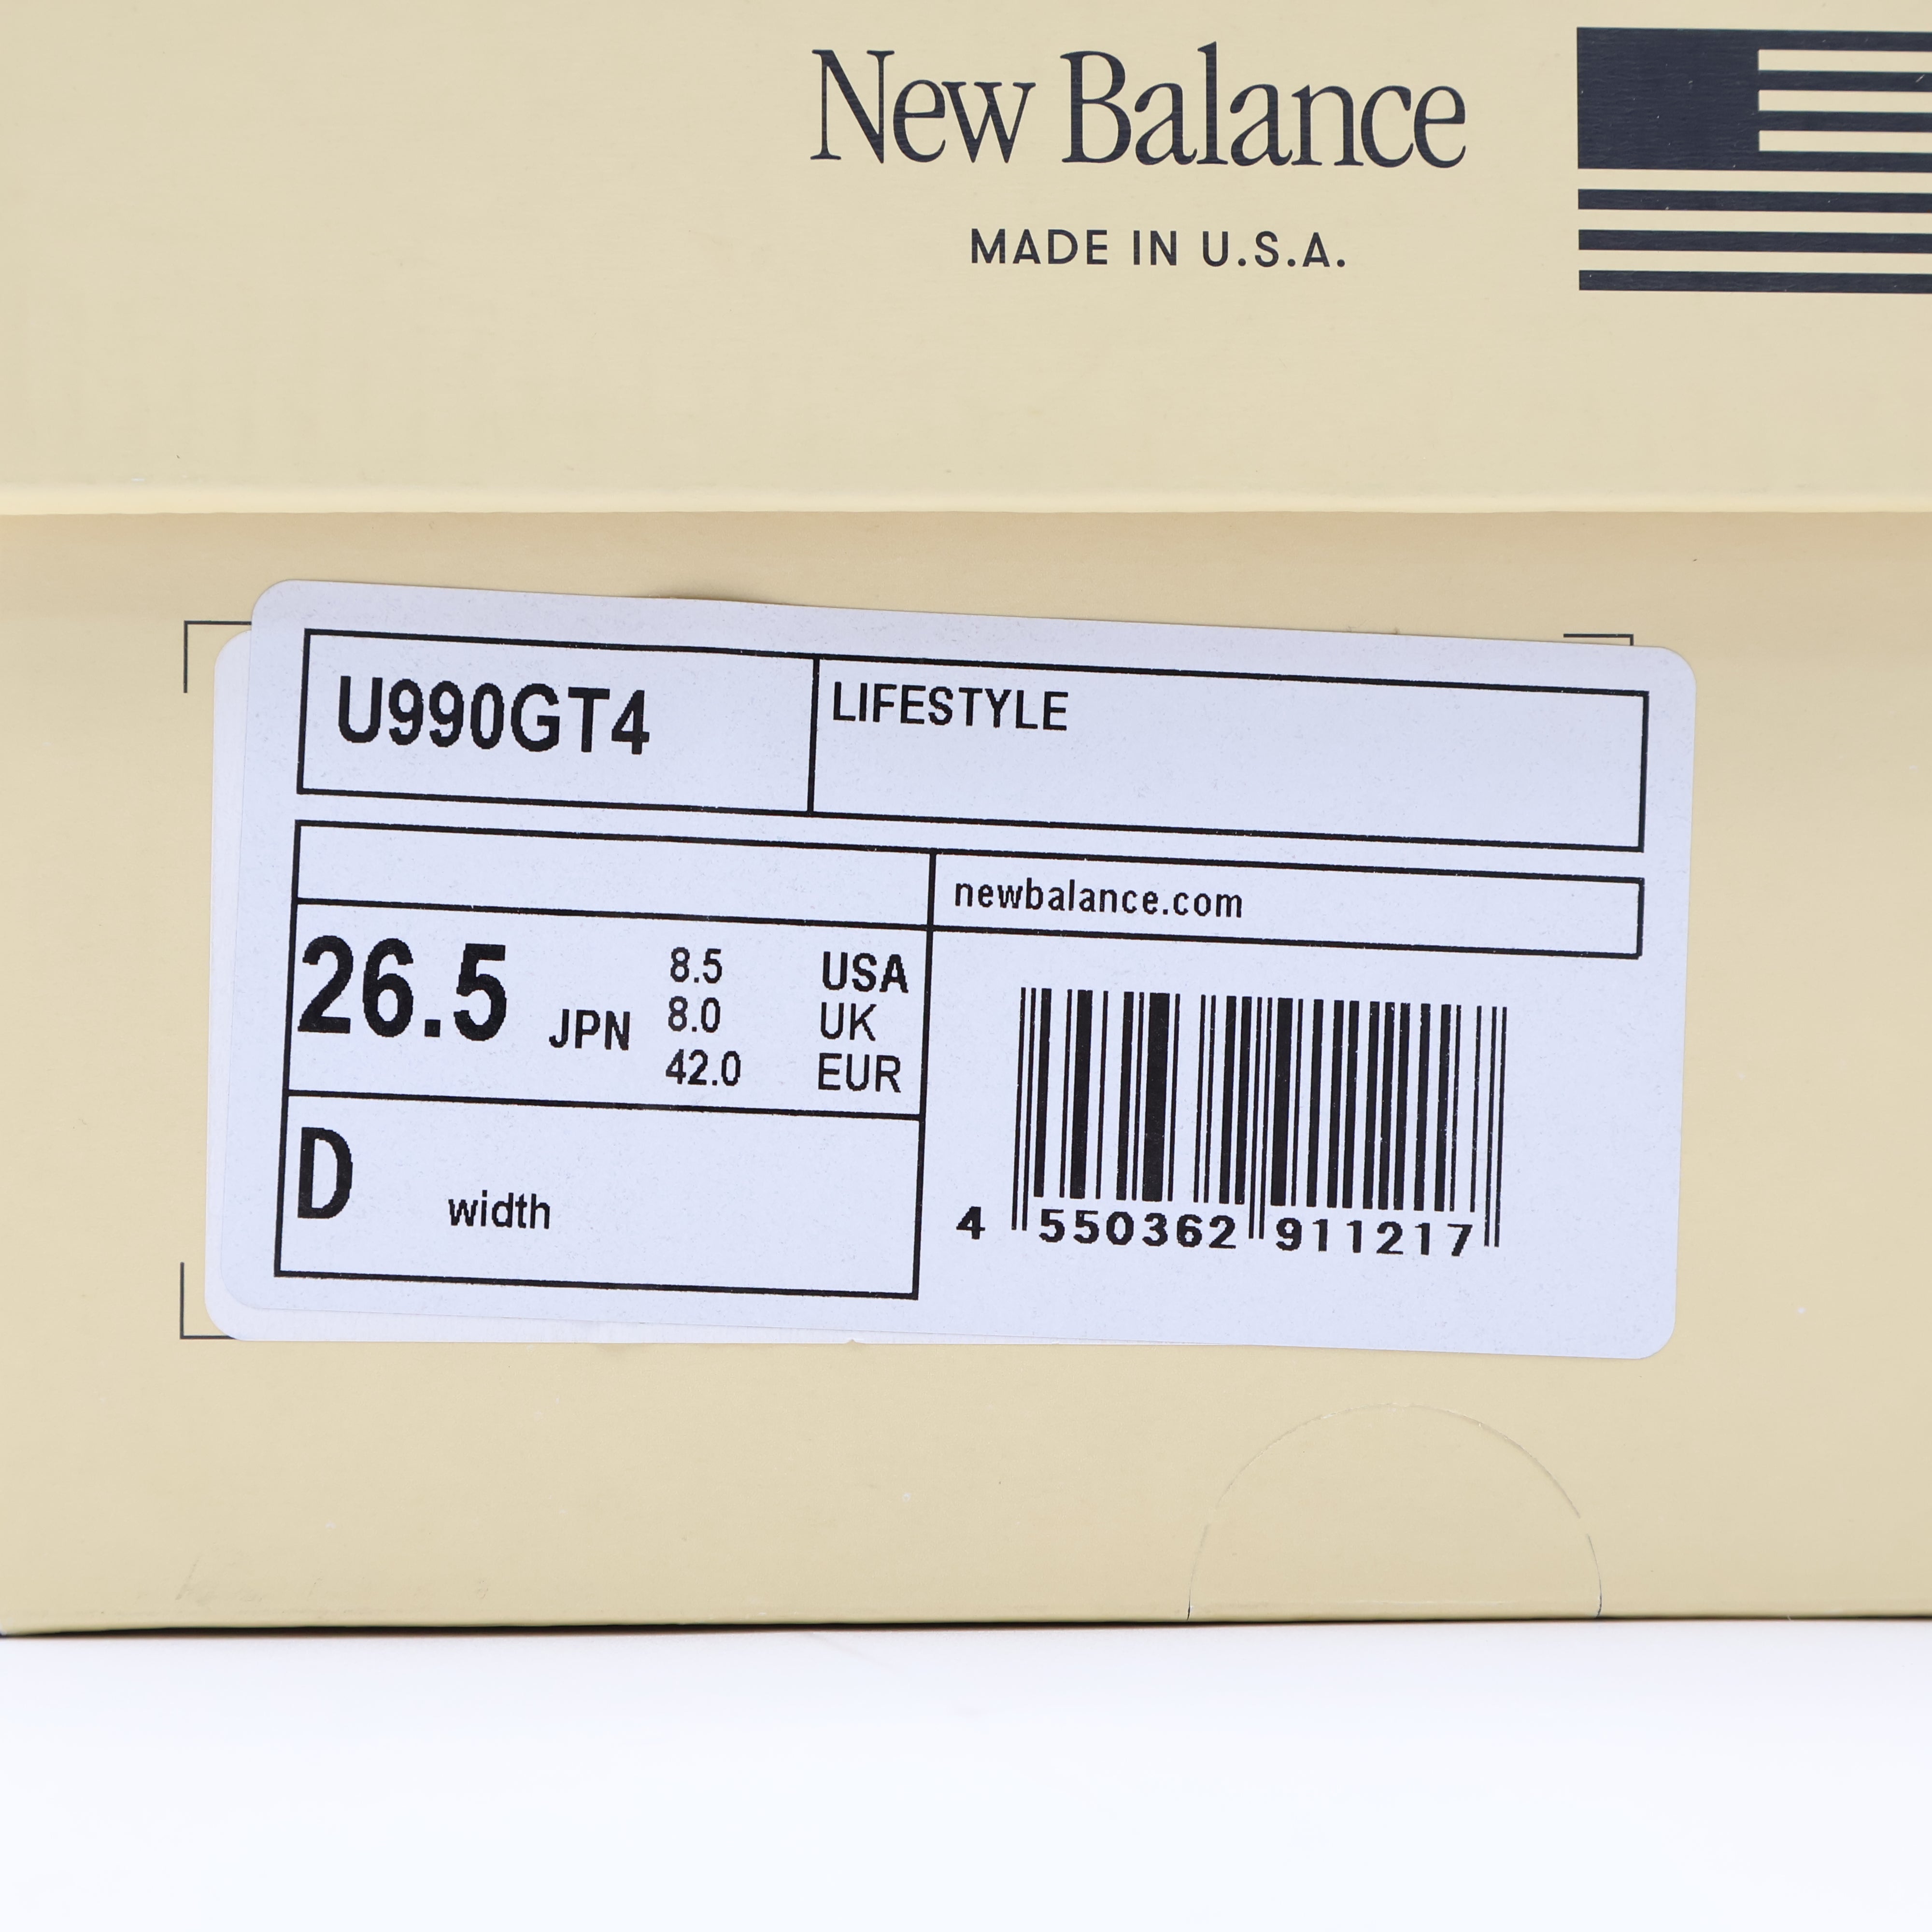 New Balance
MADE IN U.S.A.
U990GT4
LIFESTYLE
newbalance.com
26.5 JPN
8.5 USA
8.0 UK
42.0 EUR
D width
4 550362 911217